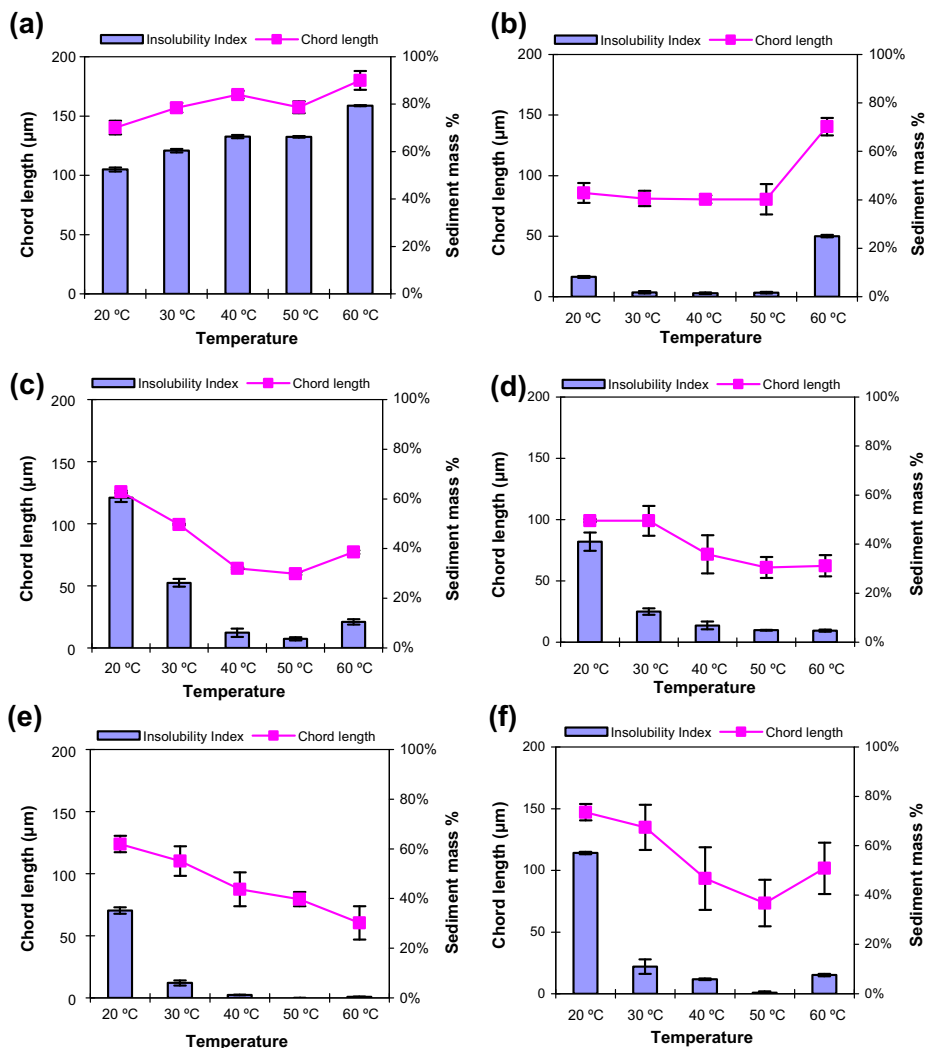 (a)
Insolubility Index
Chord length
200
150
100
50
0
Chord length (µm)
100%
80%
60%
40%
20%
0%
Sediment mass %
20 ºC 30 ºC 40 ºC 50 ºC 60 ºC
Temperature
(b)
Insolubility Index
Chord length
200
150
100
50
0
Chord length (µm)
100%
80%
60%
40%
20%
0%
Sediment mass %
20 ºC 30 ºC 40 ºC 50 ºC 60 ºC
Temperature
(c)
Insolubility Index
Chord length
200
150
100
50
0
Chord length (µm)
100%
80%
60%
40%
20%
0%
Sediment mass %
20 ºC 30 ºC 40 ºC 50 ºC 60 ºC
Temperature
(d)
Insolubility Index
Chord length
200
150
100
50
0
Chord length (µm)
100%
80%
60%
40%
20%
0%
Sediment mass %
20 ºC 30 ºC 40 ºC 50 ºC 60 ºC
Temperature
(e)
Insolubility Index
Chord length
200
150
100
50
0
Chord length (µm)
100%
80%
60%
40%
20%
0%
Sediment mass %
20 ºC 30 ºC 40 ºC 50 ºC 60 ºC
Temperature
(f)
Insolubility Index
Chord length
200
150
100
50
0
Chord length (µm)
100%
80%
60%
40%
20%
0%
Sediment mass %
20 ºC 30 ºC 40 ºC 50 ºC 60 ºC
Temperature